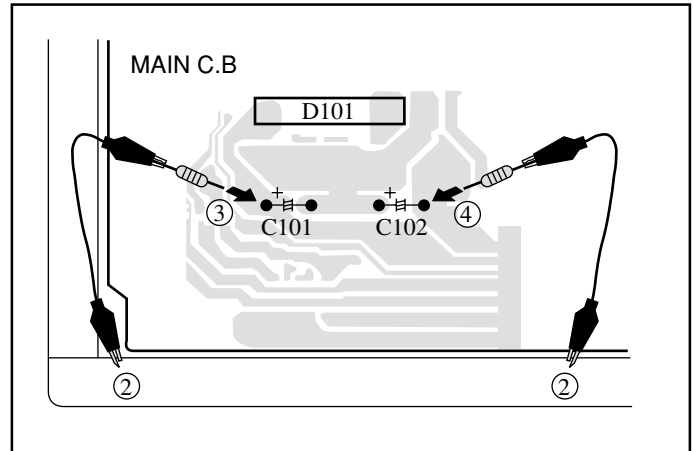 MAIN C.B
D101
+ +
③ ④
C101 C102
② ②